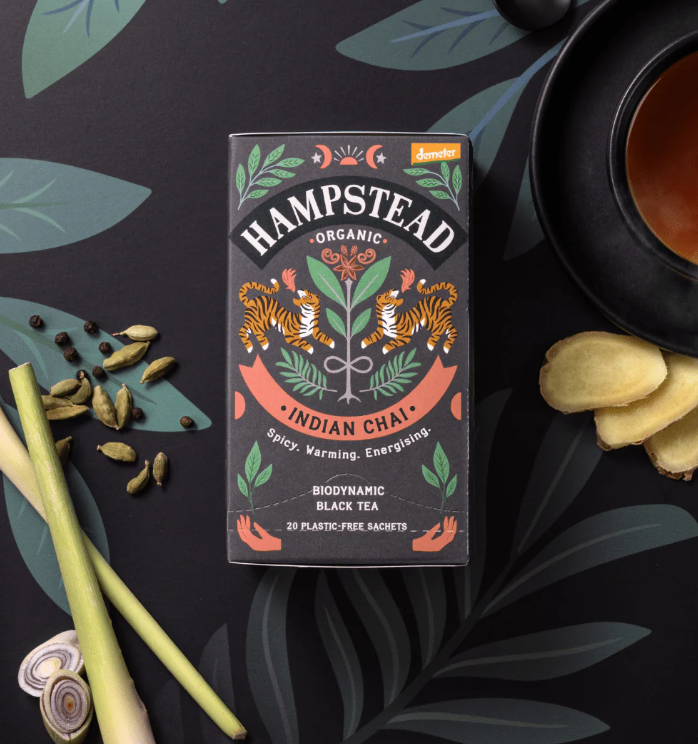 demeter
HAMPSTEAD
•ORGANIC•
•INDIAN CHAI•
Spicy. Warming. Energising.
BIODYNAMIC
BLACK TEA
20 PLASTIC-FREE SACHETS